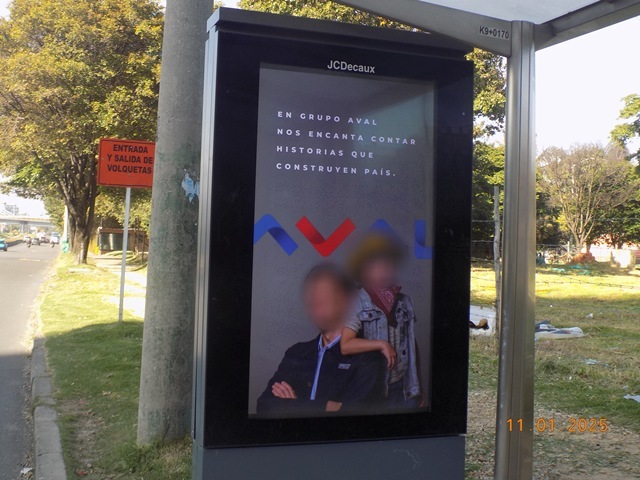 K9+0170
JCDecaux
EN GRUPO AVAL
NOS ENCANTA CONTAR
HISTORIAS QUE
CONSTRUYEN PAÍS.
ENTRADA
Y SALIDA DE
VOLQUETAS
AVAL
11.01.2025